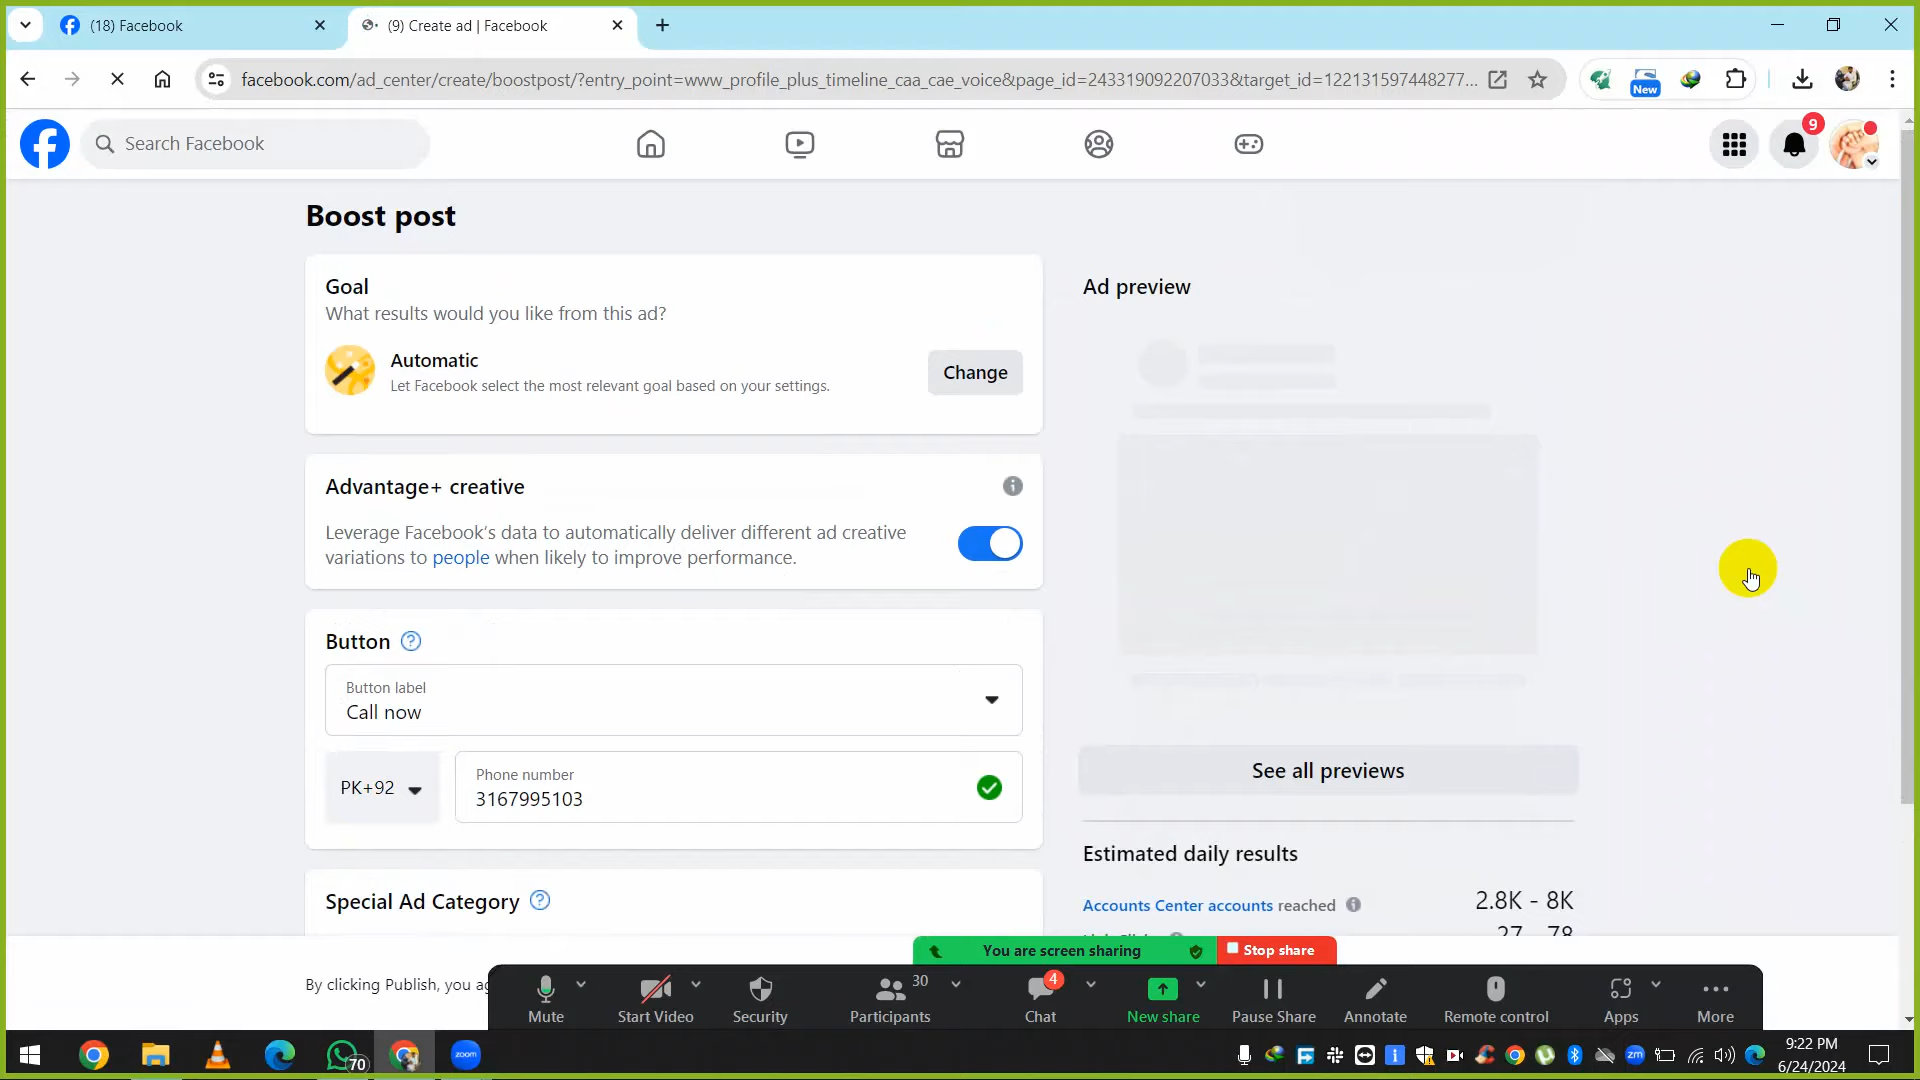 (18) Facebook
(9) Create ad | Facebook
facebook.com/ad_center/create/boostpost/?entry_point=www_profile_plus_timeline_caa_cae_voice&page_id=243319092207033&target_id=122131597448277...
New
Search Facebook
9
Boost post
Goal
What results would you like from this ad?
Automatic
Let Facebook select the most relevant goal based on your settings.
Change
Ad preview
Advantage+ creative
Leverage Facebook's data to automatically deliver different ad creative
variations to people when likely to improve performance.
Button
Button label
Call now
PK+92
Phone number
3167995103
See all previews
Estimated daily results
Accounts Center accounts reached
2.8K - 8K
27 - 78
Special Ad Category
By clicking Publish, you ag
You are screen sharing
Stop share
Mute
Start Video
Security
Participants
30
Chat
4
New share
Pause Share
Annotate
Remote control
Apps
More
70
zoom
zm
9:22 PM
6/24/2024